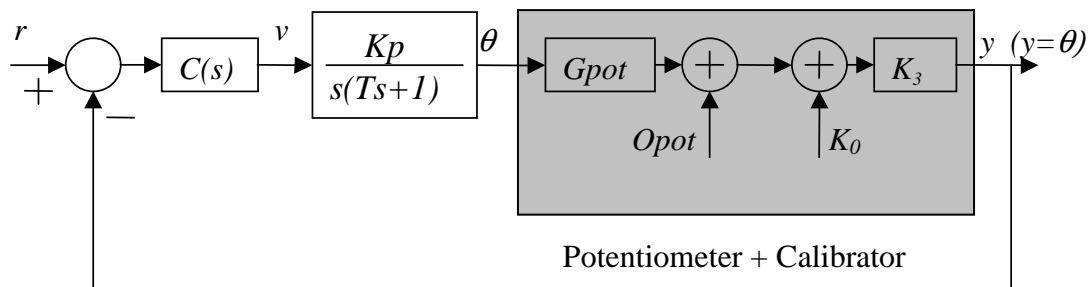 r
+
−
C(s)
v
Kp
s(Ts+1)
θ
Gpot
+
Opot
+
K₀
K₃
y (y=θ)
Potentiometer + Calibrator